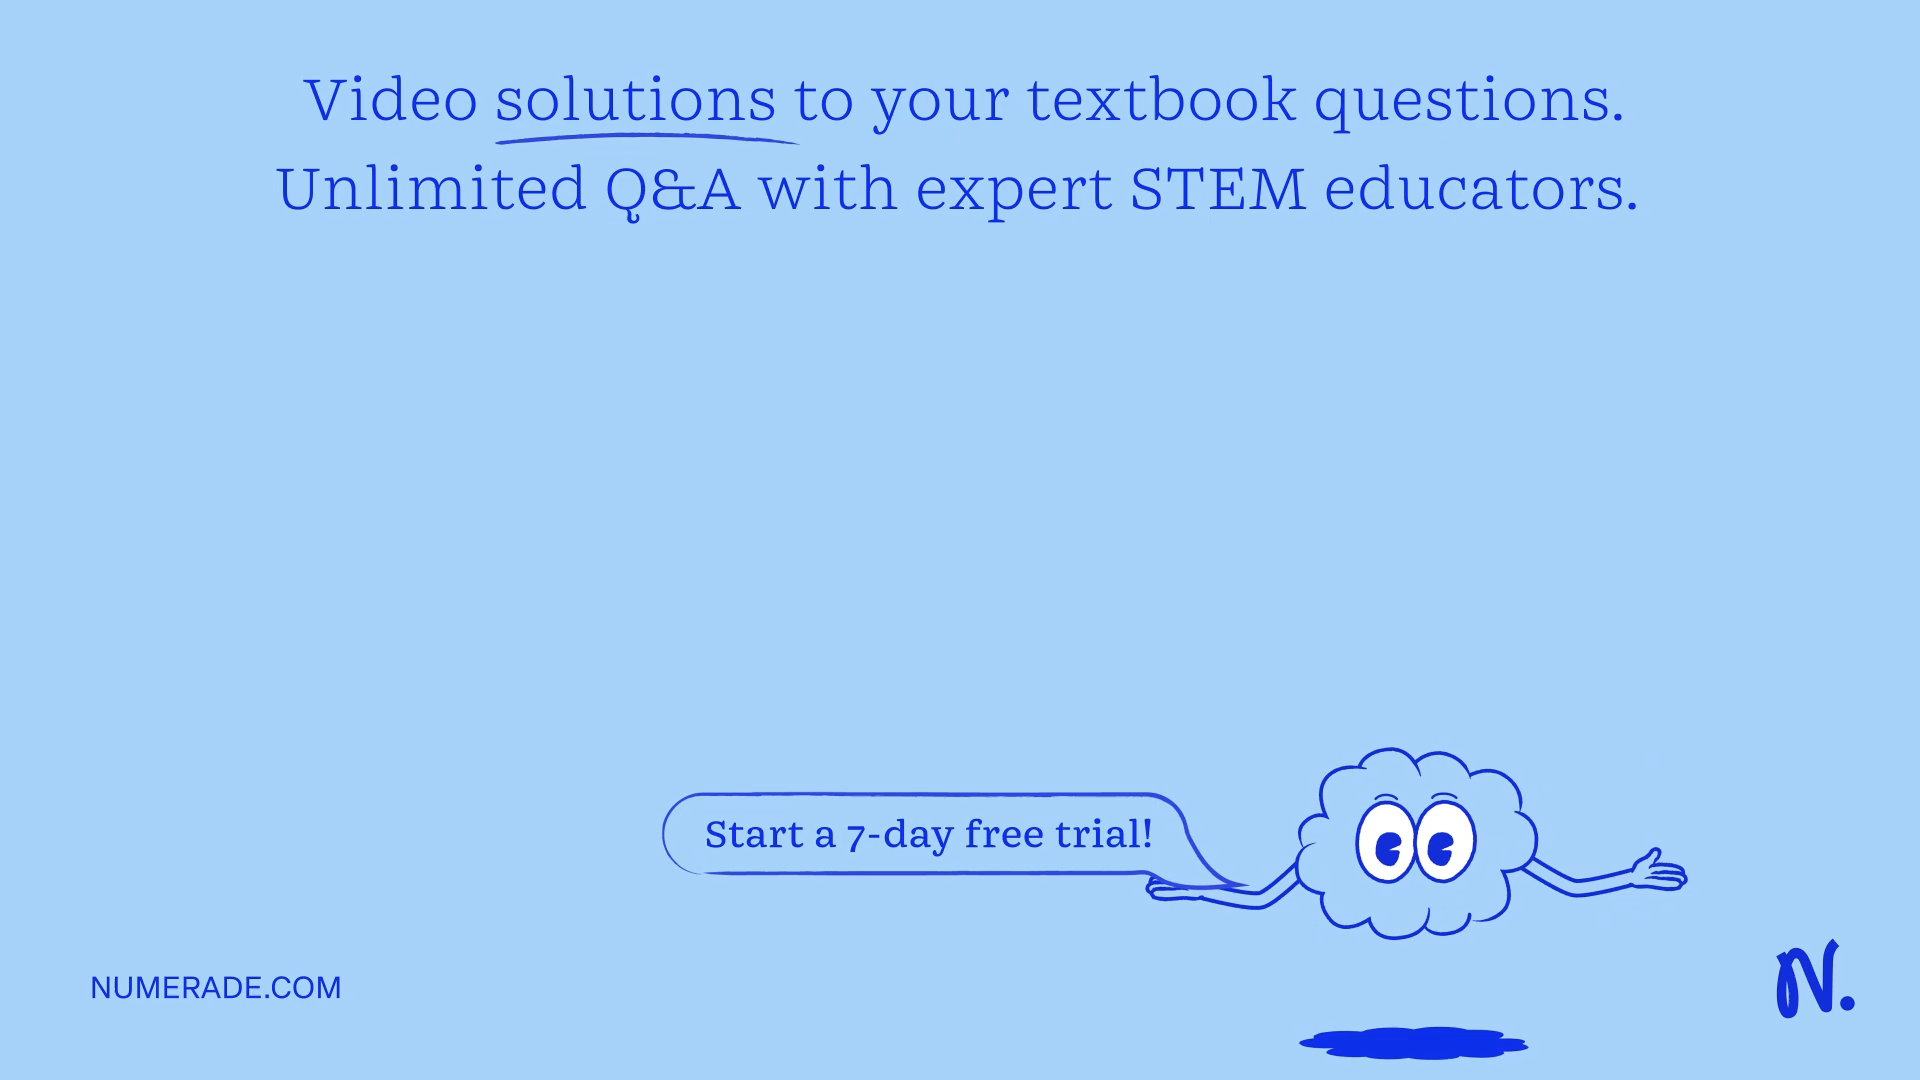 Video solutions to your textbook questions.
Unlimited Q&A with expert STEM educators.
Start a 7-day free trial!
NUMERADE.COM
N.